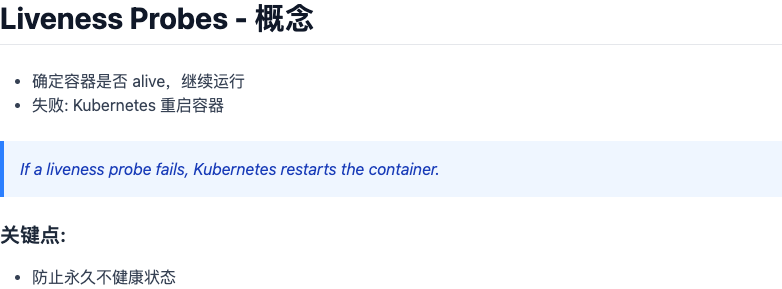 Liveness Probes - 概念
确定容器是否 alive，继续运行
失败: Kubernetes 重启容器
If a liveness probe fails, Kubernetes restarts the container.
关键点:
防止永久不健康状态